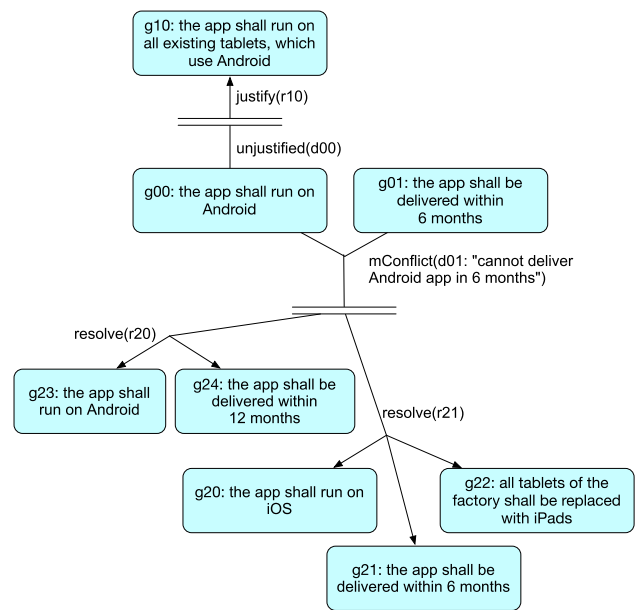 g10: the app shall run on
all existing tablets, which
use Android
justify(r10)
unjustified(d00)
g00: the app shall run on
Android
g01: the app shall be
delivered within
6 months
mConflict(d01: "cannot deliver
Android app in 6 months")
resolve(r20)
g23: the app shall
run on Android
g24: the app shall be
delivered within
12 months
resolve(r21)
g20: the app shall run on
iOS
g22: all tablets of the
factory shall be replaced
with iPads
g21: the app shall be
delivered within 6 months